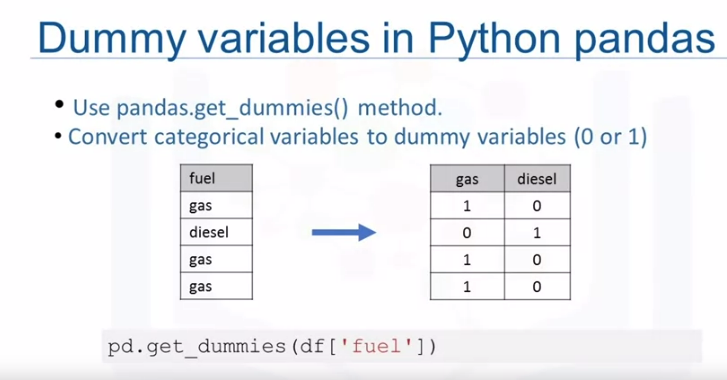 Dummy variables in Python pandas
• Use pandas.get_dummies() method.
• Convert categorical variables to dummy variables (0 or 1)
fuel
gas
diesel
gas
gas
gas diesel
1 0
0 1
1 0
1 0
pd.get_dummies(df['fuel'])